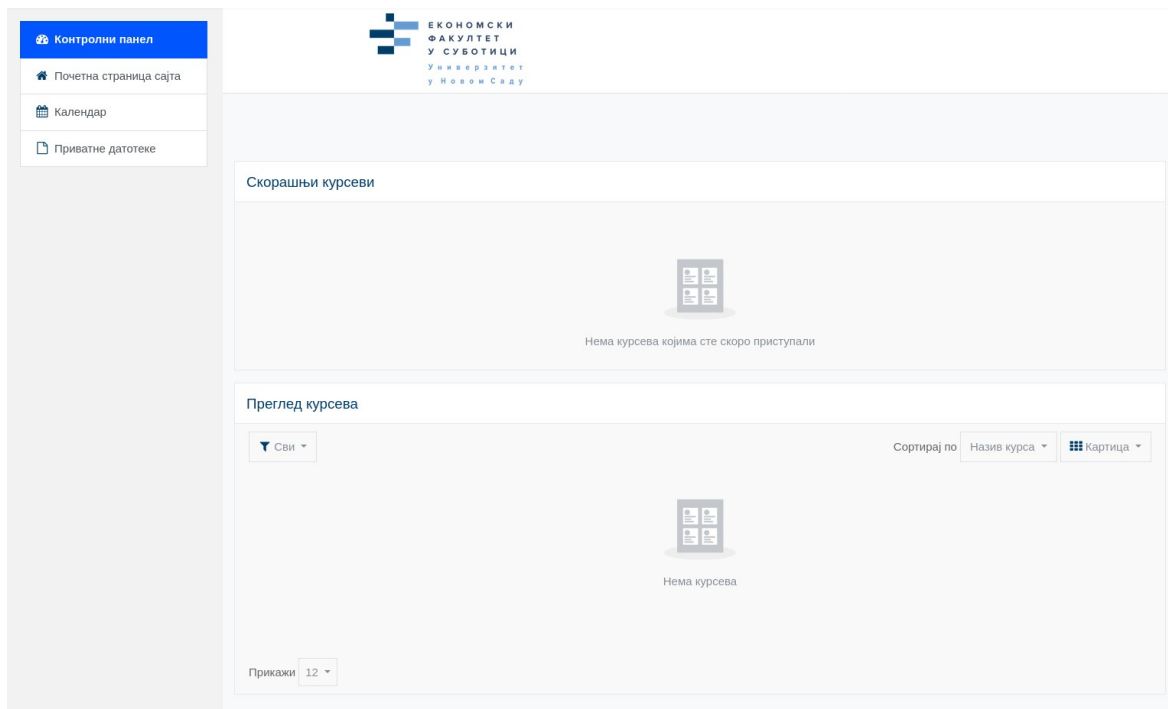 Контролни панел
Почетна страница сајта
Календар
Приватне датотеке
ЕКОНОМСКИ
ФАКУЛТЕТ
У СУБОТИЦИ
Универзитет
у Новом Саду
Скорашњи курсеви
Нема курсева којима сте скоро приступали
Преглед курсева
Сви
Сортирај по Назив курса Картица
Нема курсева
Прикажи 12